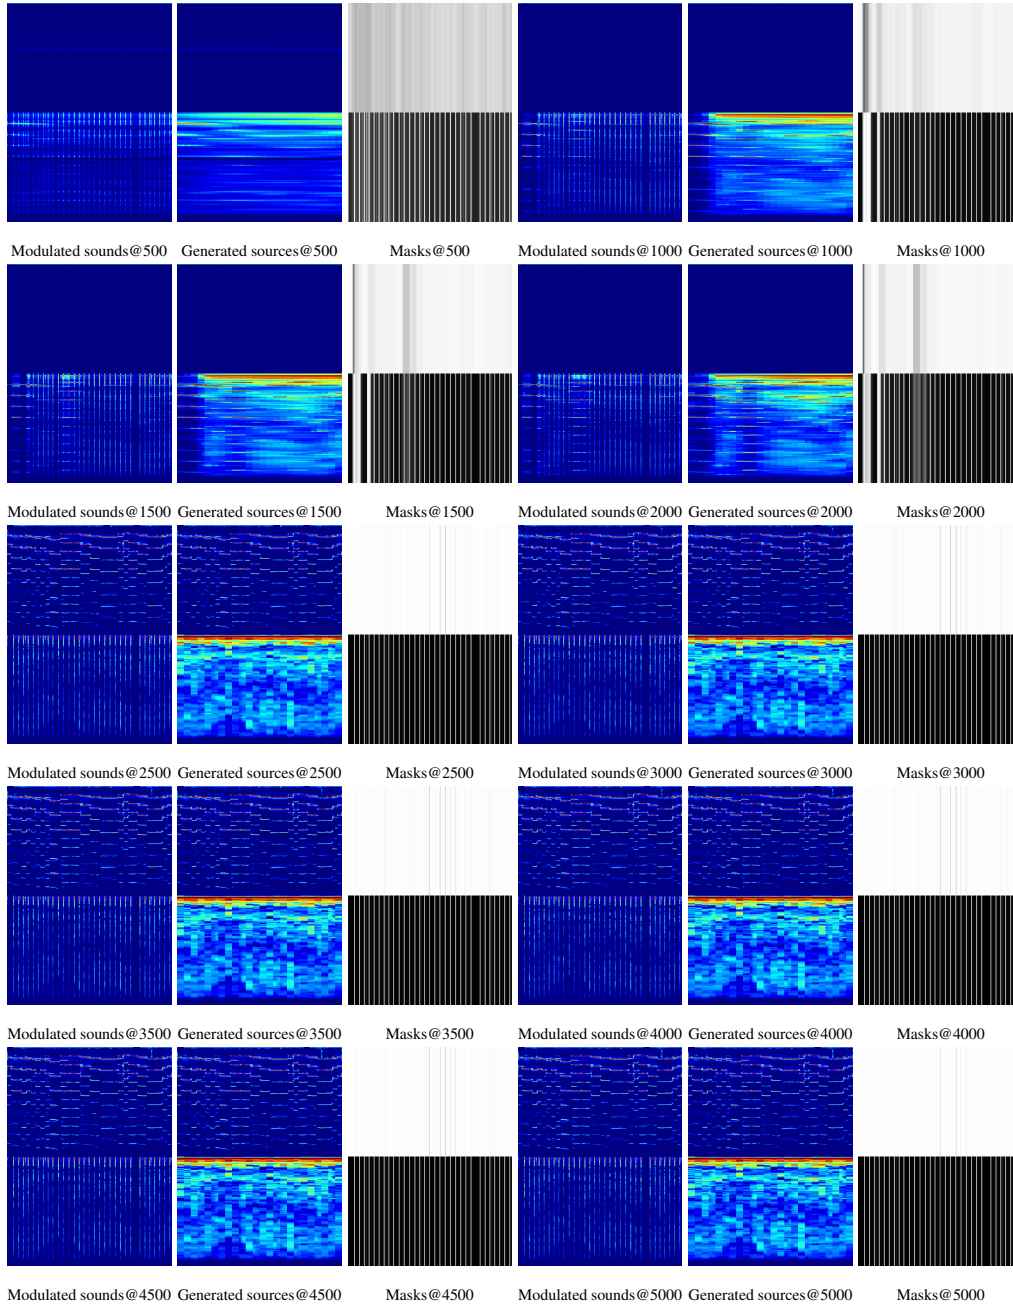 Modulated sounds@500 Generated sources@500 Masks@500 Modulated sounds@1000 Generated sources@1000 Masks@1000
Modulated sounds@1500 Generated sources@1500 Masks@1500 Modulated sounds@2000 Generated sources@2000 Masks@2000
Modulated sounds@2500 Generated sources@2500 Masks@2500 Modulated sounds@3000 Generated sources@3000 Masks@3000
Modulated sounds@3500 Generated sources@3500 Masks@3500 Modulated sounds@4000 Generated sources@4000 Masks@4000
Modulated sounds@4500 Generated sources@4500 Masks@4500 Modulated sounds@5000 Generated sources@5000 Masks@5000